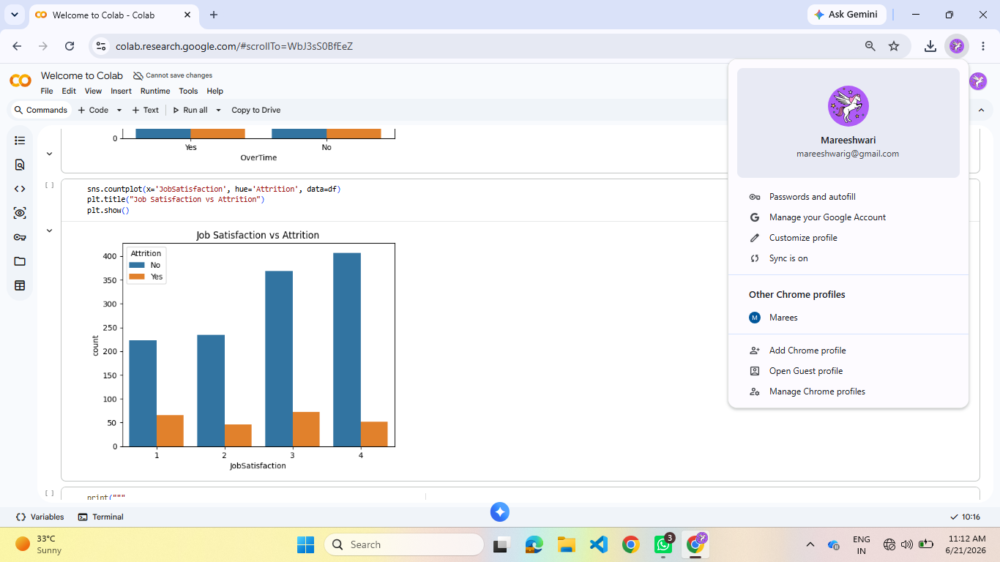 Welcome to Colab - Colab
Ask Gemini
colab.research.google.com/#scrollTo=WbJ3sS0BfEeZ
Welcome to Colab
Cannot save changes
File Edit View Insert Runtime Tools Help
Commands + Code + Text Run all Copy to Drive
0
Yes No
OverTime
[ ]
sns.countplot(x='JobSatisfaction', hue='Attrition', data=df)
plt.title("Job Satisfaction vs Attrition")
plt.show()
Job Satisfaction vs Attrition
Attrition
No
Yes
400
350
300
250
200
150
100
50
0
count
1 2 3 4
JobSatisfaction
[ ]
print("""
Mareeshwari
mareeshwarig@gmail.com
Passwords and autofill
Manage your Google Account
Customize profile
Sync is on
Other Chrome profiles
M Marees
Add Chrome profile
Open Guest profile
Manage Chrome profiles
Variables Terminal
10:16
33°C
Sunny
Search
3
ENG
IN
11:12 AM
6/21/2026